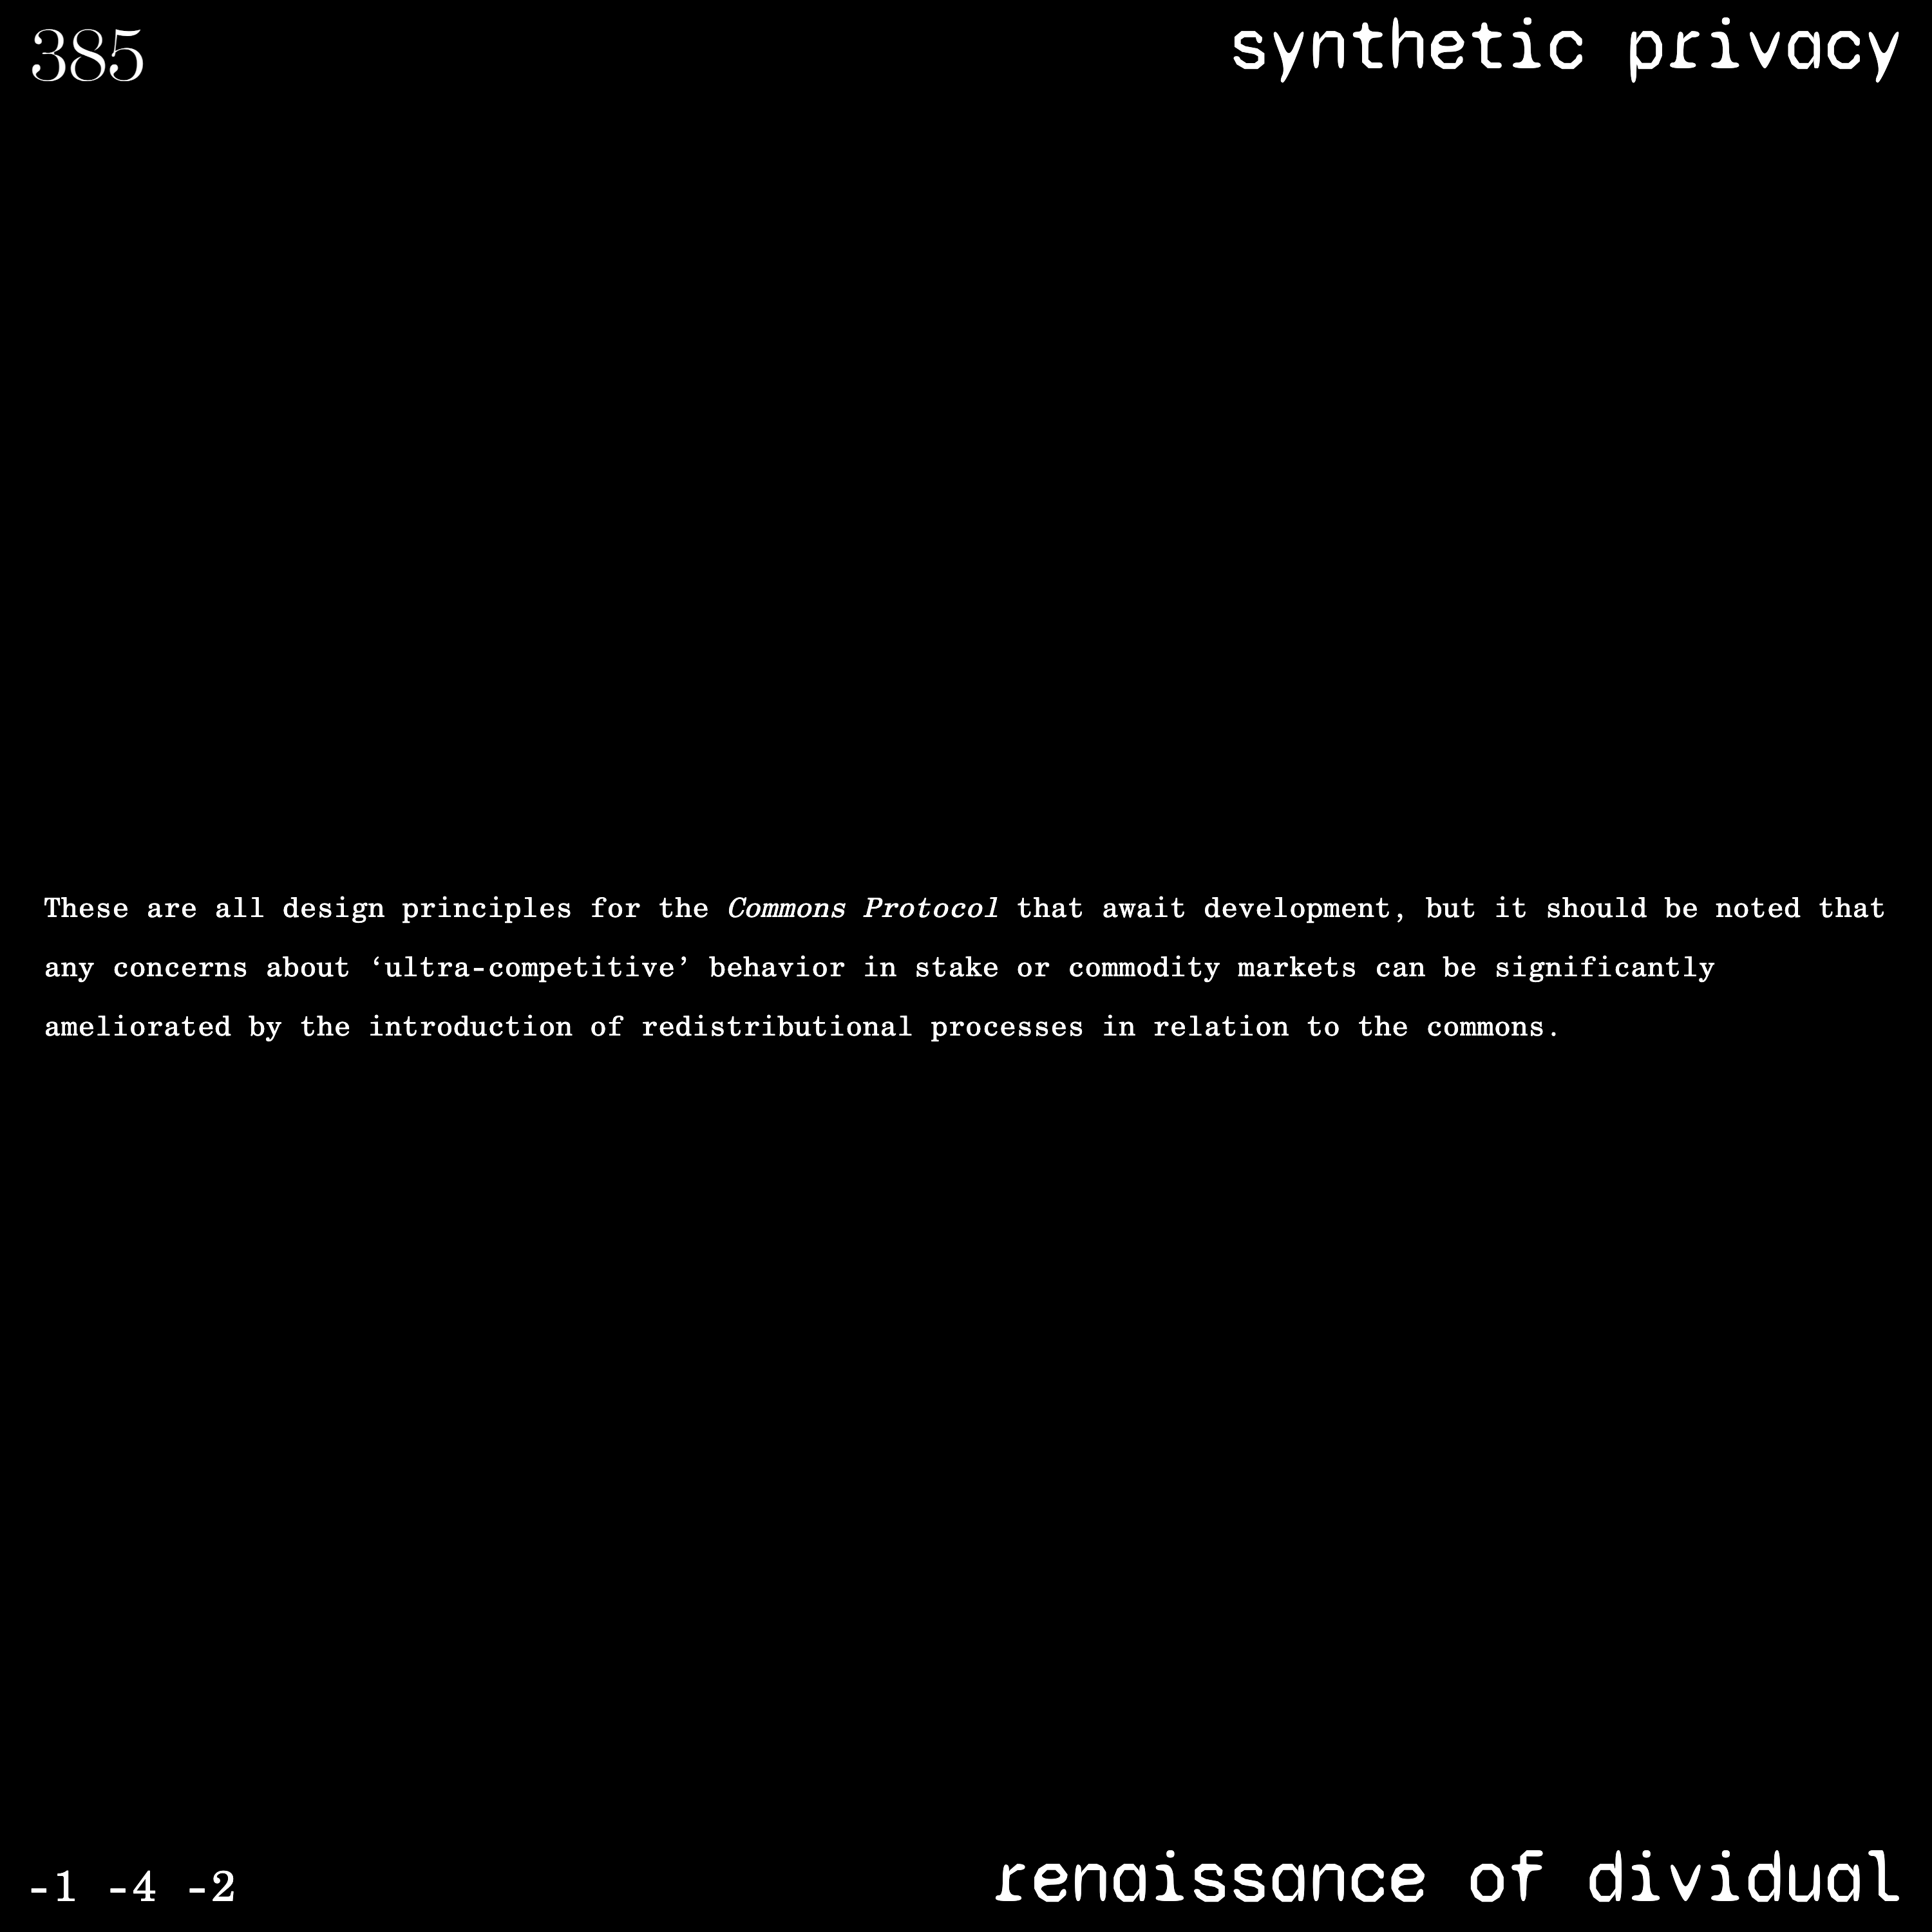 385
synthetic privacy
These are all design principles for the Commons Protocol that await development, but it should be noted that
any concerns about ‘ultra-competitive’ behavior in stake or commodity markets can be significantly
ameliorated by the introduction of redistributional processes in relation to the commons.
-1 -4 -2
renaissance of dividual